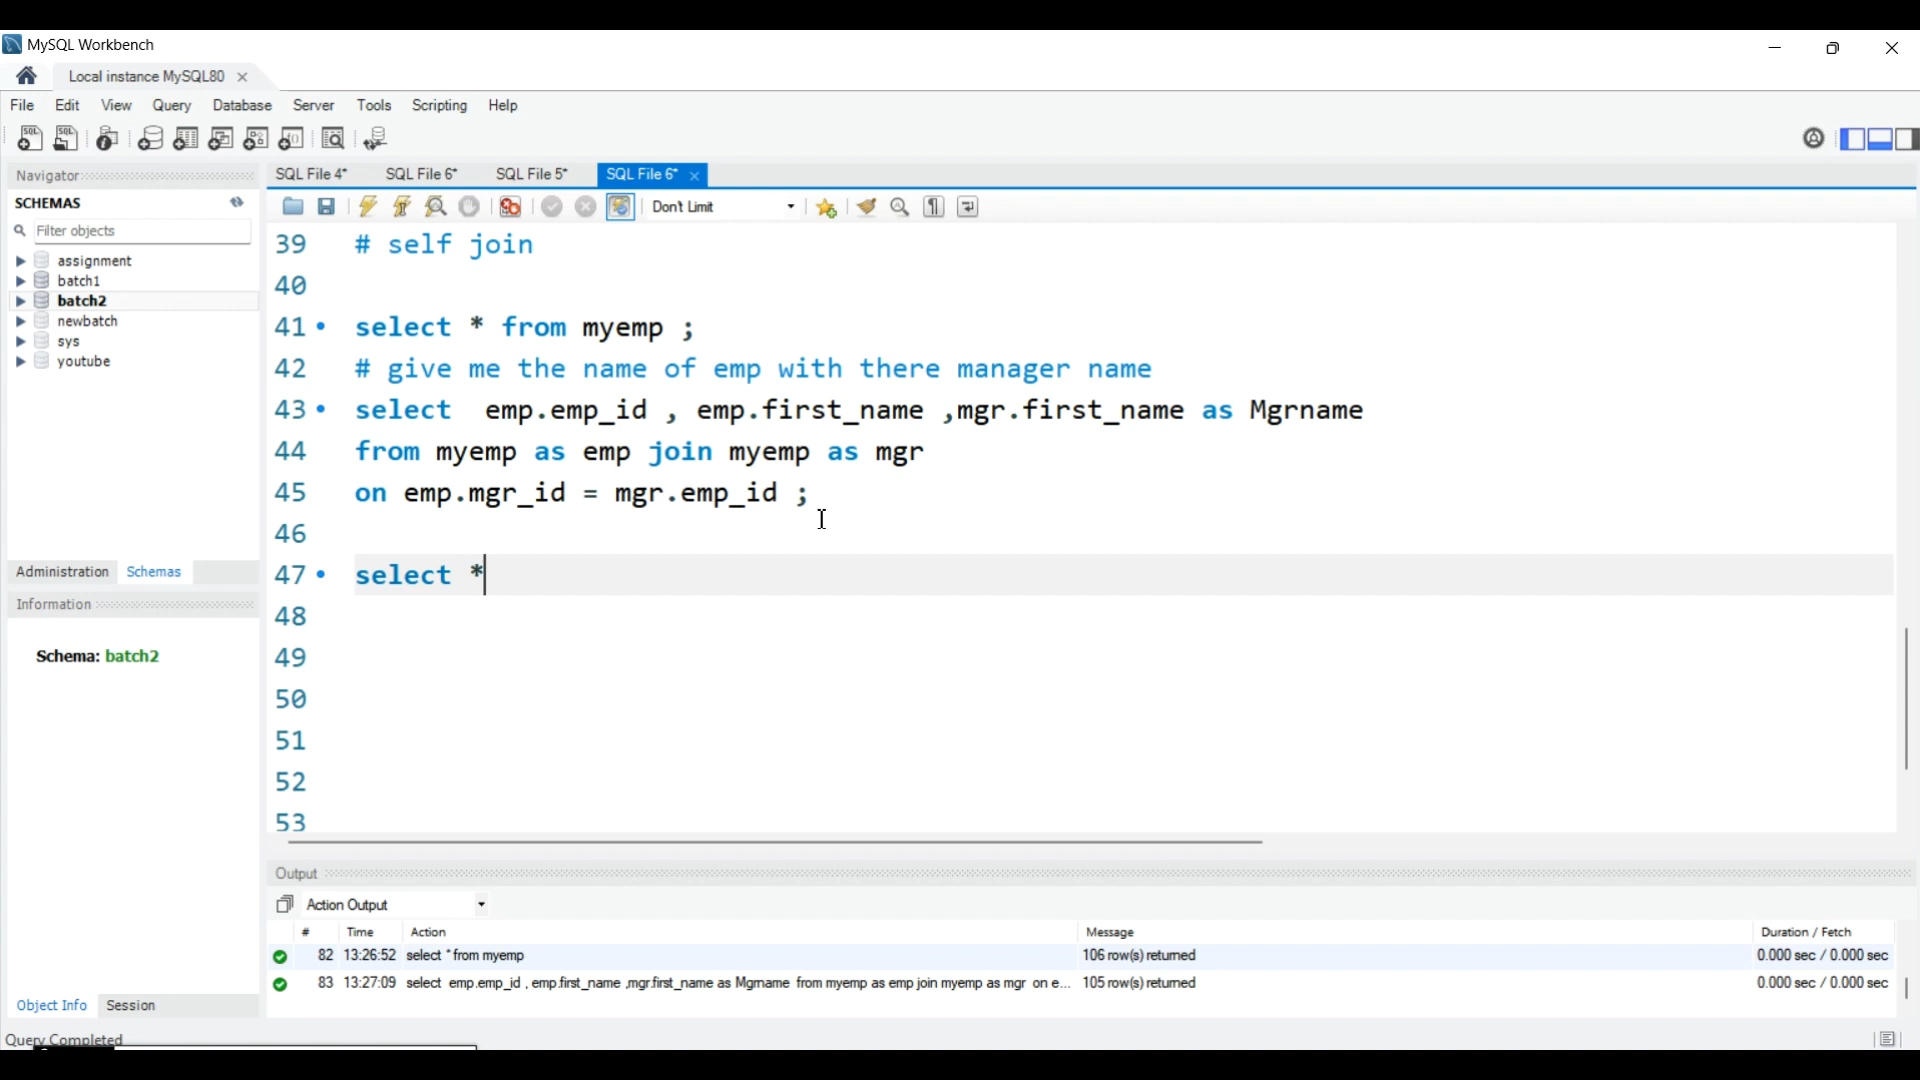 MySQL Workbench
Local instance MySQL80
File Edit View Query Database Server Tools Scripting Help
Navigator
SQL File 4* SQL File 6* SQL File 5* SQL File 6*
SCHEMAS
Don't Limit
Filter objects
assignment
batch1
batch2
newbatch
sys
youtube
39 # self join
40
41 select * from myemp ;
42 # give me the name of emp with there manager name
43 select emp.emp_id , emp.first_name ,mgr.first_name as Mgrname
44 from myemp as emp join myemp as mgr
45 on emp.mgr_id = mgr.emp_id ;
46
47 select *
48
49
50
51
52
53
Administration Schemas
Information
Schema: batch2
Output
Action Output
# Time Action Message Duration / Fetch
82 13:26:52 select * from myemp 106 row(s) returned 0.000 sec / 0.000 sec
83 13:27:09 select emp.emp_id , emp.first_name ,mgr.first_name as Mgrname from myemp as emp join myemp as mgr on e... 105 row(s) returned 0.000 sec / 0.000 sec
Object Info Session
Query Completed